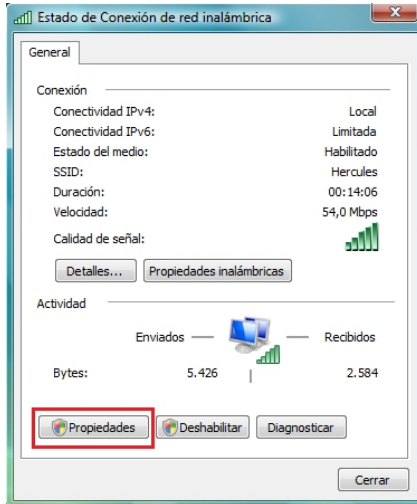 Estado de Conexión de red inalámbrica
General
Conexión
Conectividad IPv4: Local
Conectividad IPv6: Limitada
Estado del medio: Habilitado
SSID: Hercules
Duración: 00:14:06
Velocidad: 54,0 Mbps
Calidad de señal:
Detalles... Propiedades inalámbricas
Actividad
Enviados — Recibidos
Bytes: 5.426 | 2.584
Propiedades Deshabilitar Diagnosticar
Cerrar